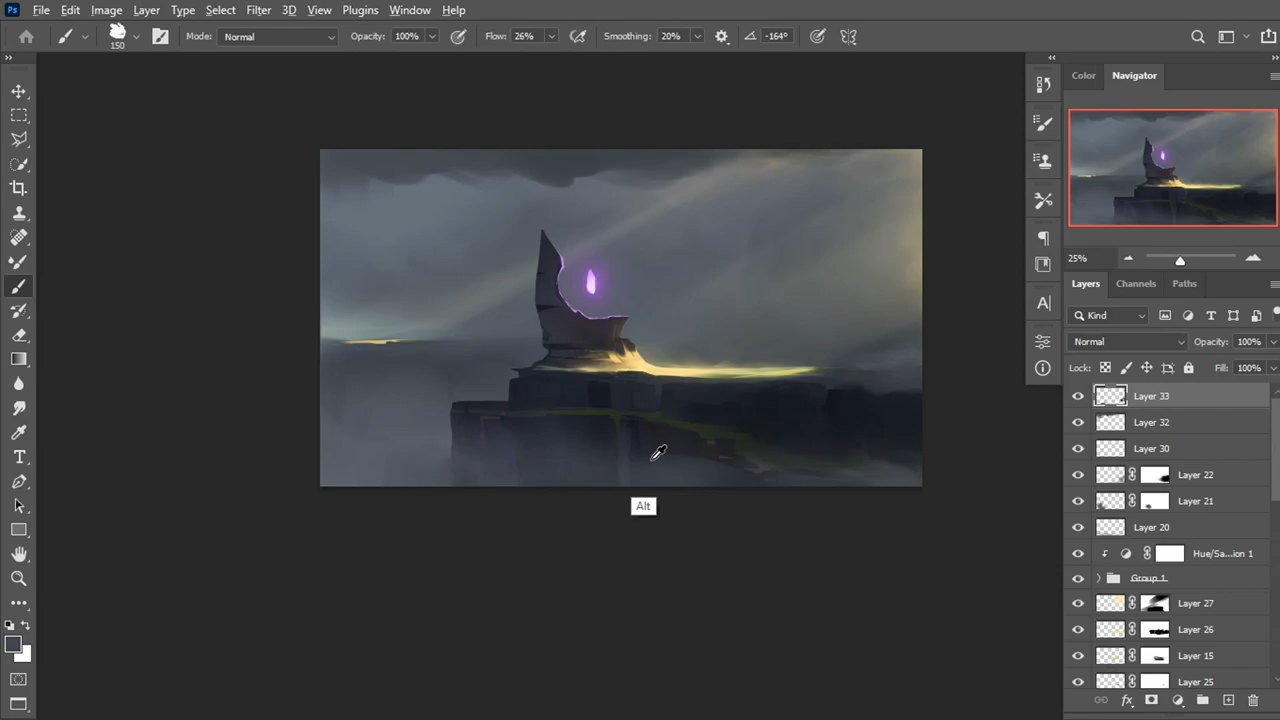 Ps File Edit Image Layer Type Select Filter 3D View Plugins Window Help
150 Mode: Normal Opacity: 100% Flow: 26% Smoothing: 20% -164°
Color Navigator
25%
Layers Channels Paths
Kind
Normal Opacity: 100%
Lock: Fill: 100%
Layer 33
Layer 32
Layer 30
Layer 22
Layer 21
Layer 20
Hue/Sa...ion 1
Group 1
Layer 27
Layer 26
Layer 15
Layer 25
fx
Alt